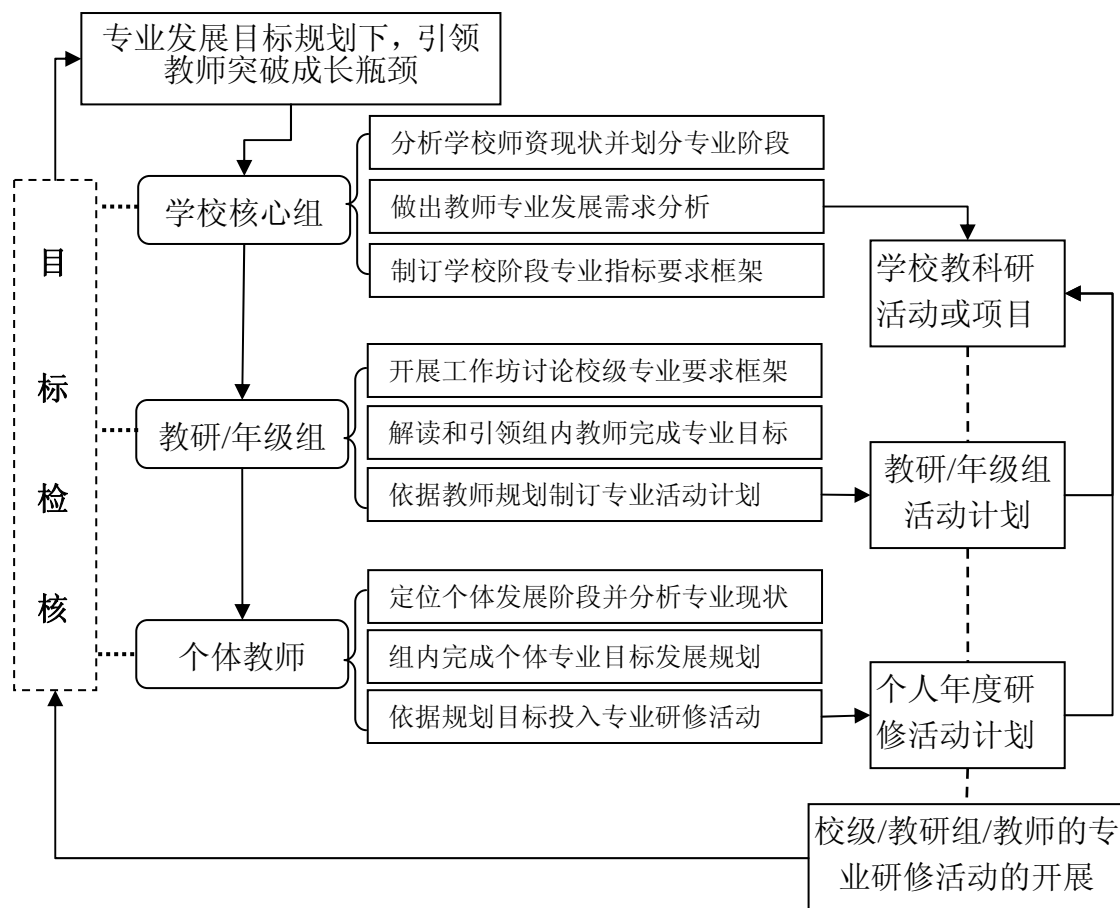 专业发展目标规划下，引领
教师突破成长瓶颈
目
标
检
核
学校核心组
分析学校师资现状并划分专业阶段
做出教师专业发展需求分析
制订学校阶段专业指标要求框架
学校教科研
活动或项目
教研/年级组
开展工作坊讨论校级专业要求框架
解读和引领组内教师完成专业目标
依据教师规划制订专业活动计划
教研/年级组
活动计划
个体教师
定位个体发展阶段并分析专业现状
组内完成个体专业目标发展规划
依据规划目标投入专业研修活动
个人年度研
修活动计划
校级/教研组/教师的专
业研修活动的开展